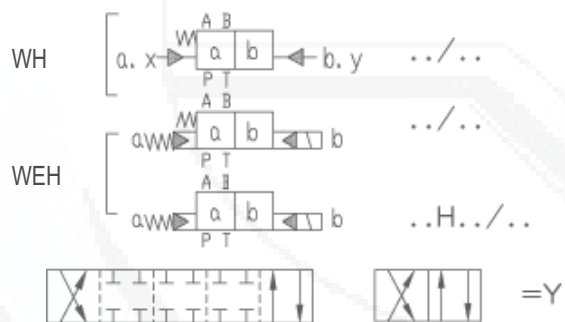 A B
WH a. x a b b. y ../..
P T
A B
a a b b ../..
P T
WEH
A B
a a b b ..H../..
P T
=Y